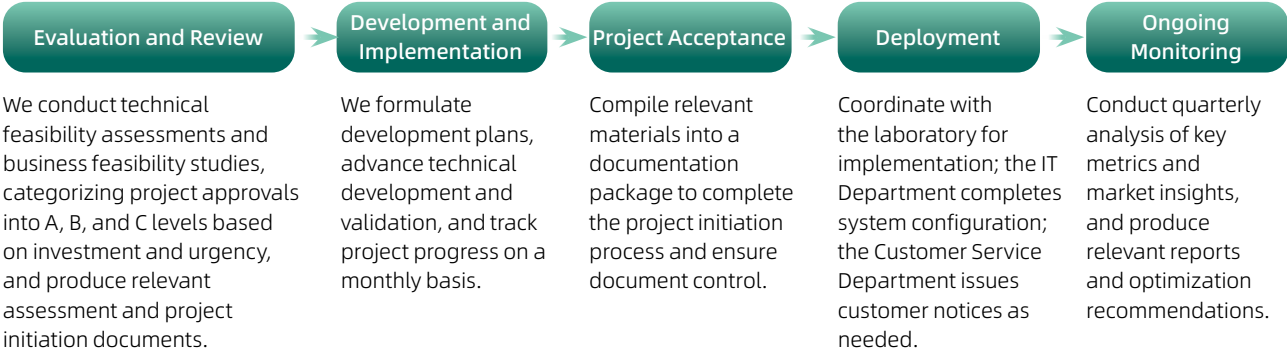 Evaluation and Review
We conduct technical
feasibility assessments and
business feasibility studies,
categorizing project approvals
into A, B, and C levels based
on investment and urgency,
and produce relevant
assessment and project
initiation documents.
Development and
Implementation
We formulate
development plans,
advance technical
development and
validation, and track
project progress on a
monthly basis.
Project Acceptance
Compile relevant
materials into a
documentation
package to complete
the project initiation
process and ensure
document control.
Deployment
Coordinate with
the laboratory for
implementation; the IT
Department completes
system configuration;
the Customer Service
Department issues
customer notices as
needed.
Ongoing
Monitoring
Conduct quarterly
analysis of key
metrics and
market insights,
and produce
relevant reports
and optimization
recommendations.